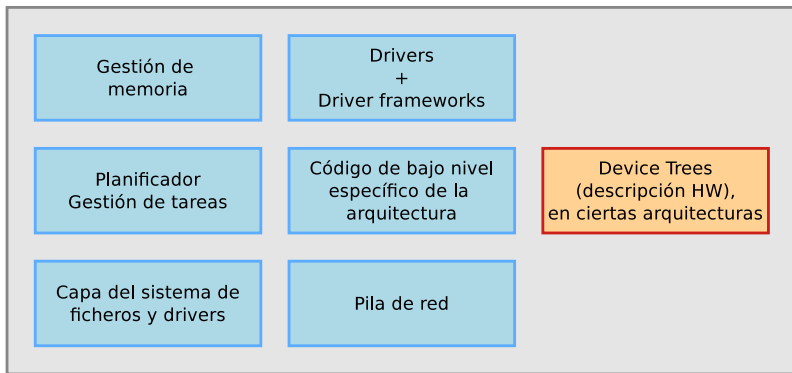 Gestión de
memoria
Drivers
+
Driver frameworks
Planificador
Gestión de tareas
Código de bajo nivel
específico de la
arquitectura
Device Trees
(descripción HW),
en ciertas arquitecturas
Capa del sistema de
ficheros y drivers
Pila de red